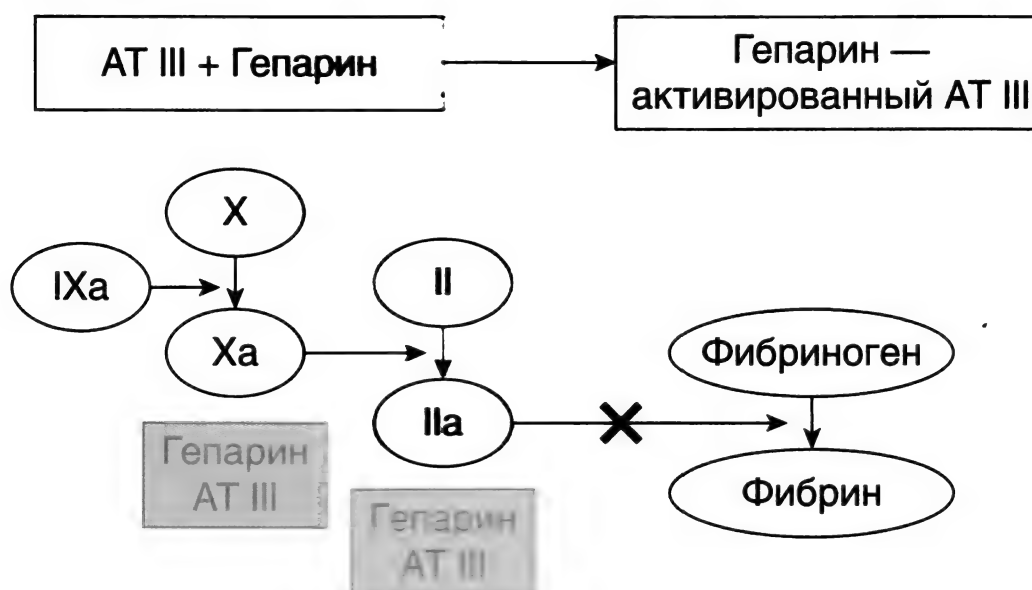 АТ III + Гепарин
Гепарин —
активированный АТ III
X
IXa
II
Xa
Фибриноген
IIa
Гепарин
АТ III
Фибрин
Гепарин
АТ III